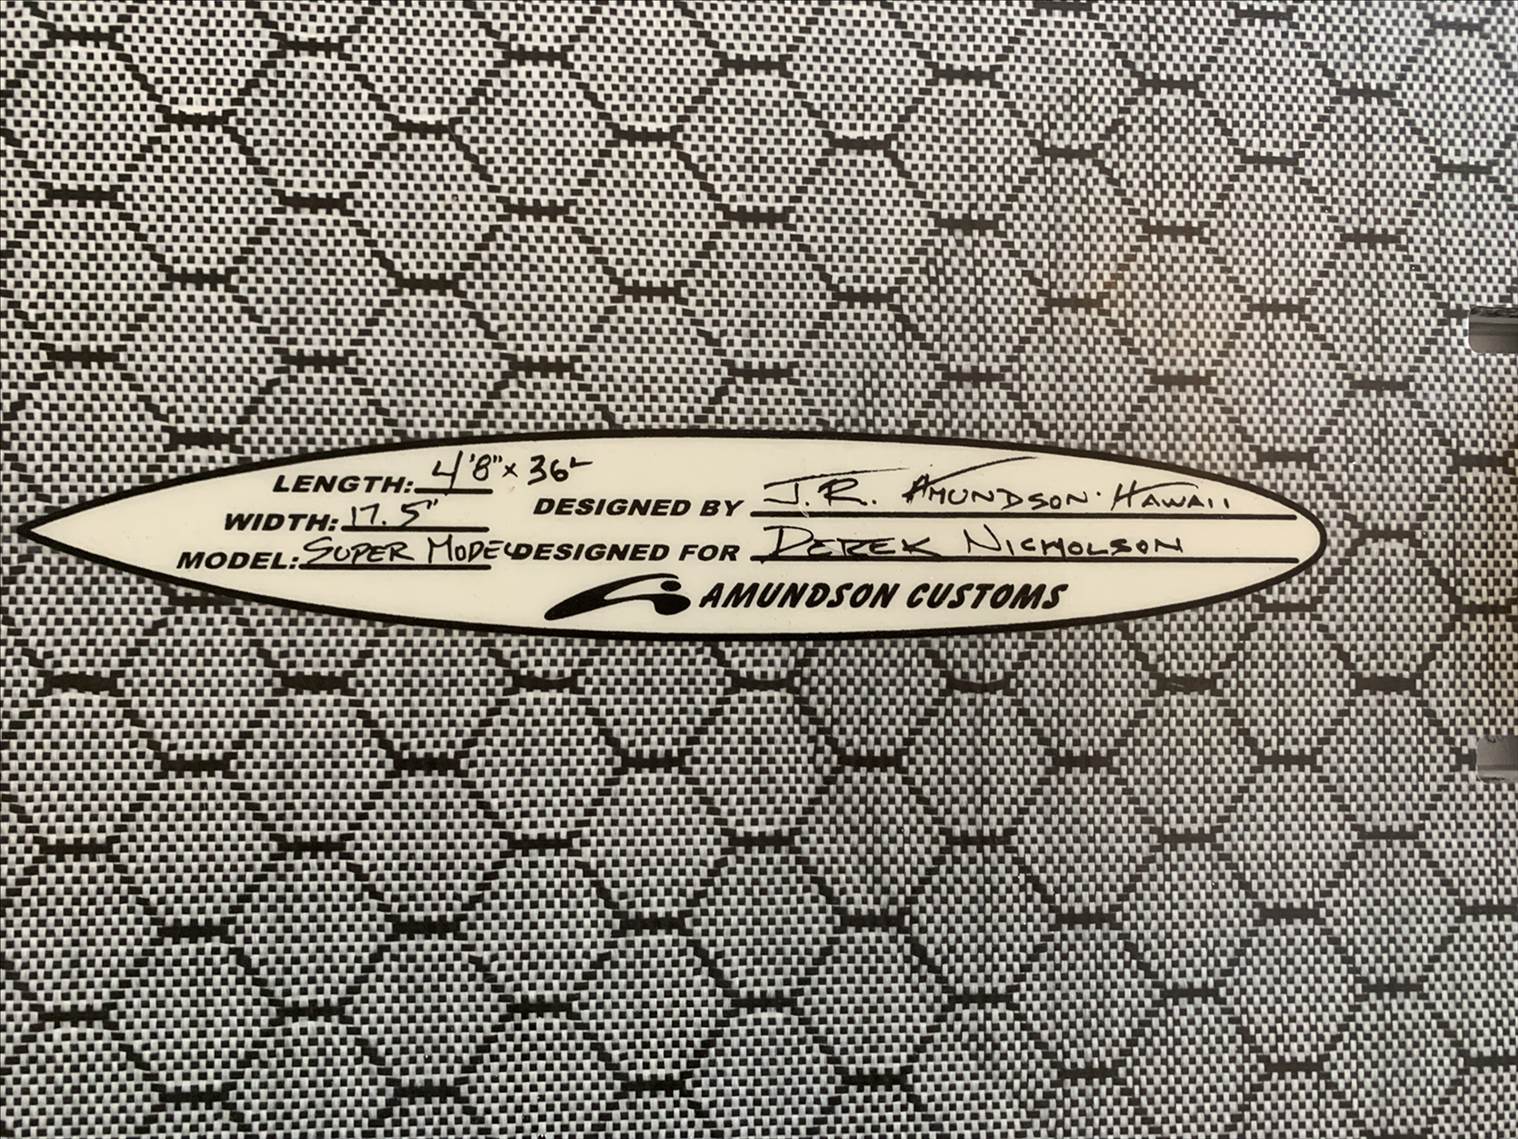 LENGTH: 4'8" x 36L
WIDTH: 17.5"
MODEL: SUPER MODEL
DESIGNED BY J.R. AMUNDSON · HAWAII
DESIGNED FOR DEREK NICHOLSON
AMUNDSON CUSTOMS